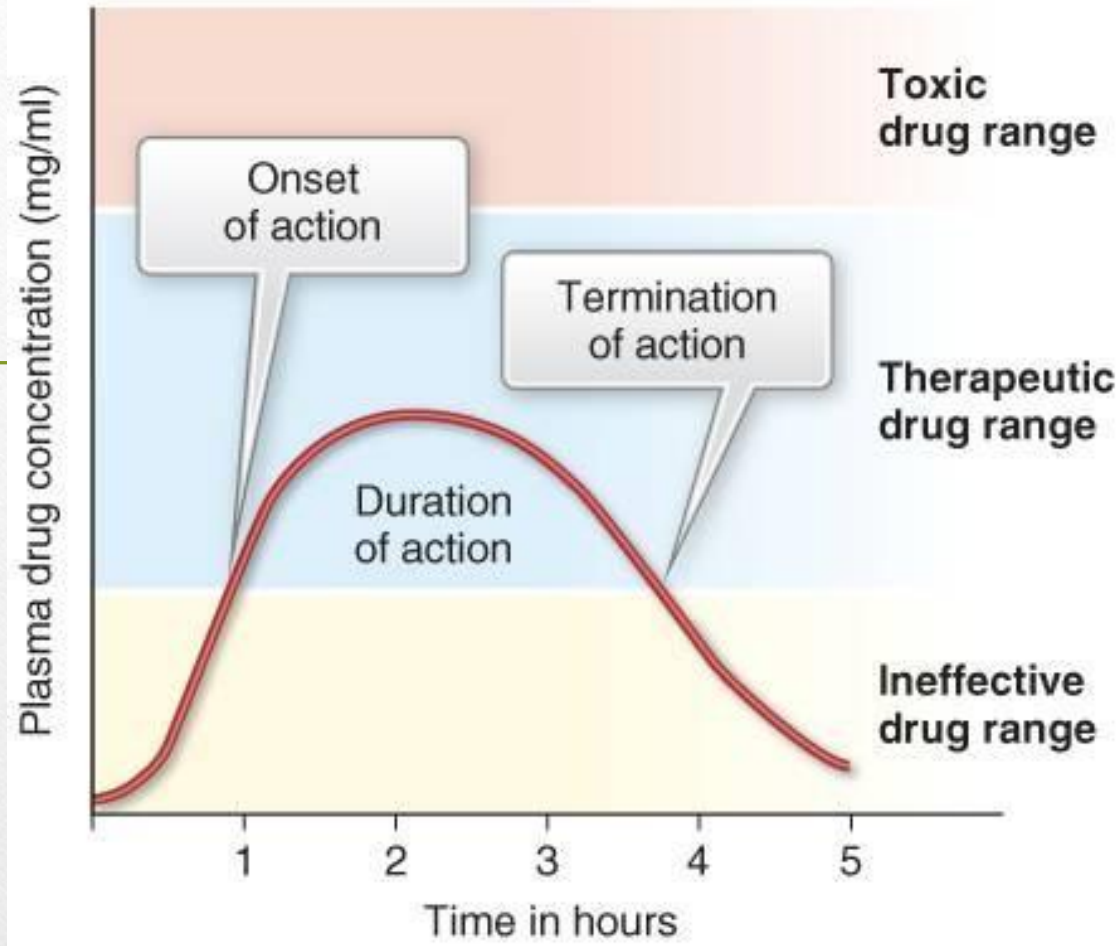 Plasma drug concentration (mg/ml)
Toxic
drug range
Onset
of action
Termination
of action
Therapeutic
drug range
Duration
of action
Ineffective
drug range
1 2 3 4 5
Time in hours